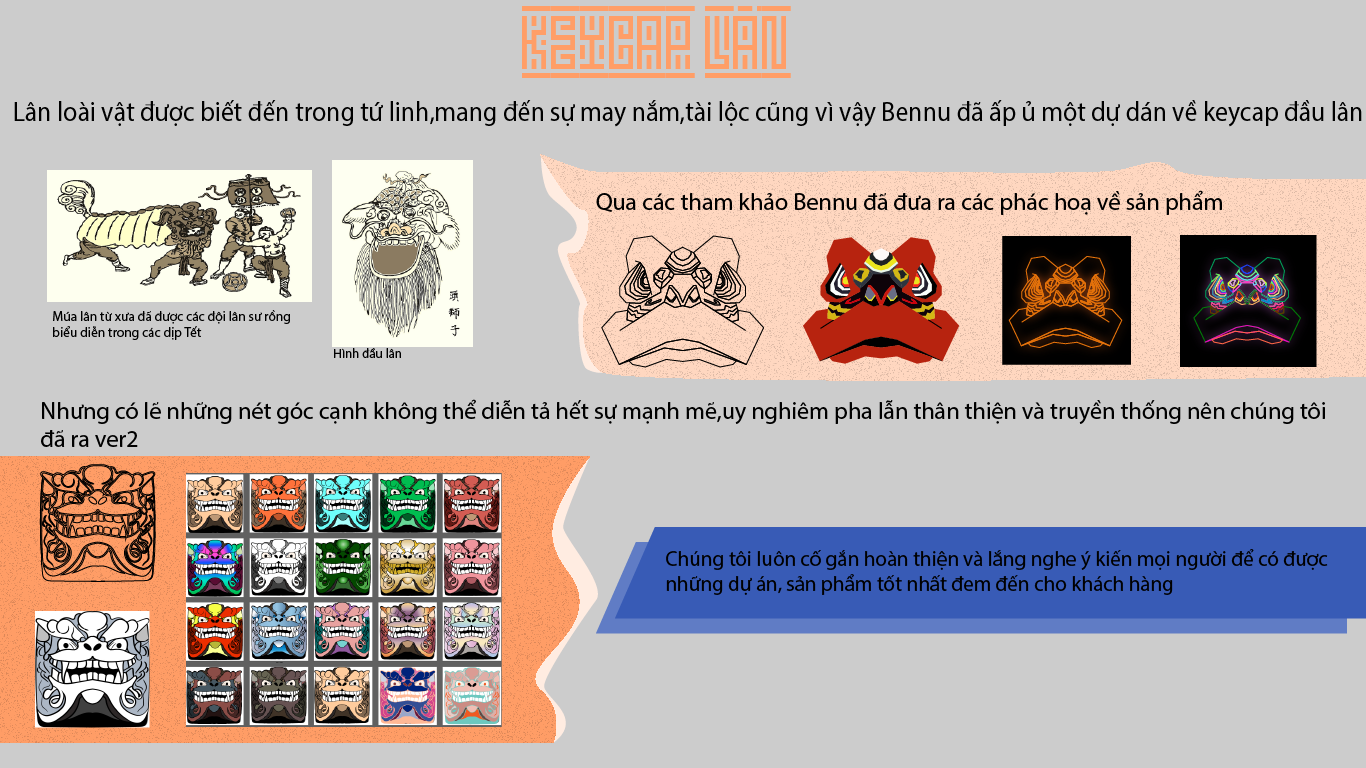 KEYCAP LÂN
Lân loài vật được biết đến trong tứ linh,mang đến sự may nắm,tài lộc cũng vì vậy Bennu đã ấp ủ một dự dán về keycap đầu lân
Qua các tham khảo Bennu đã đưa ra các phác hoạ về sản phẩm
頭
獅
子
Múa lân từ xưa đã được các đội lân sư rồng
biểu diễn trong các dịp Tết
Hình đầu lân
Nhưng có lẽ những nét góc cạnh không thể diễn tả hết sự mạnh mẽ,uy nghiêm pha lẫn thân thiện và truyền thống nên chúng tôi
đã ra ver2
Chúng tôi luôn cố gắn hoàn thiện và lắng nghe ý kiến mọi người để có được
những dự án, sản phẩm tốt nhất đem đến cho khách hàng